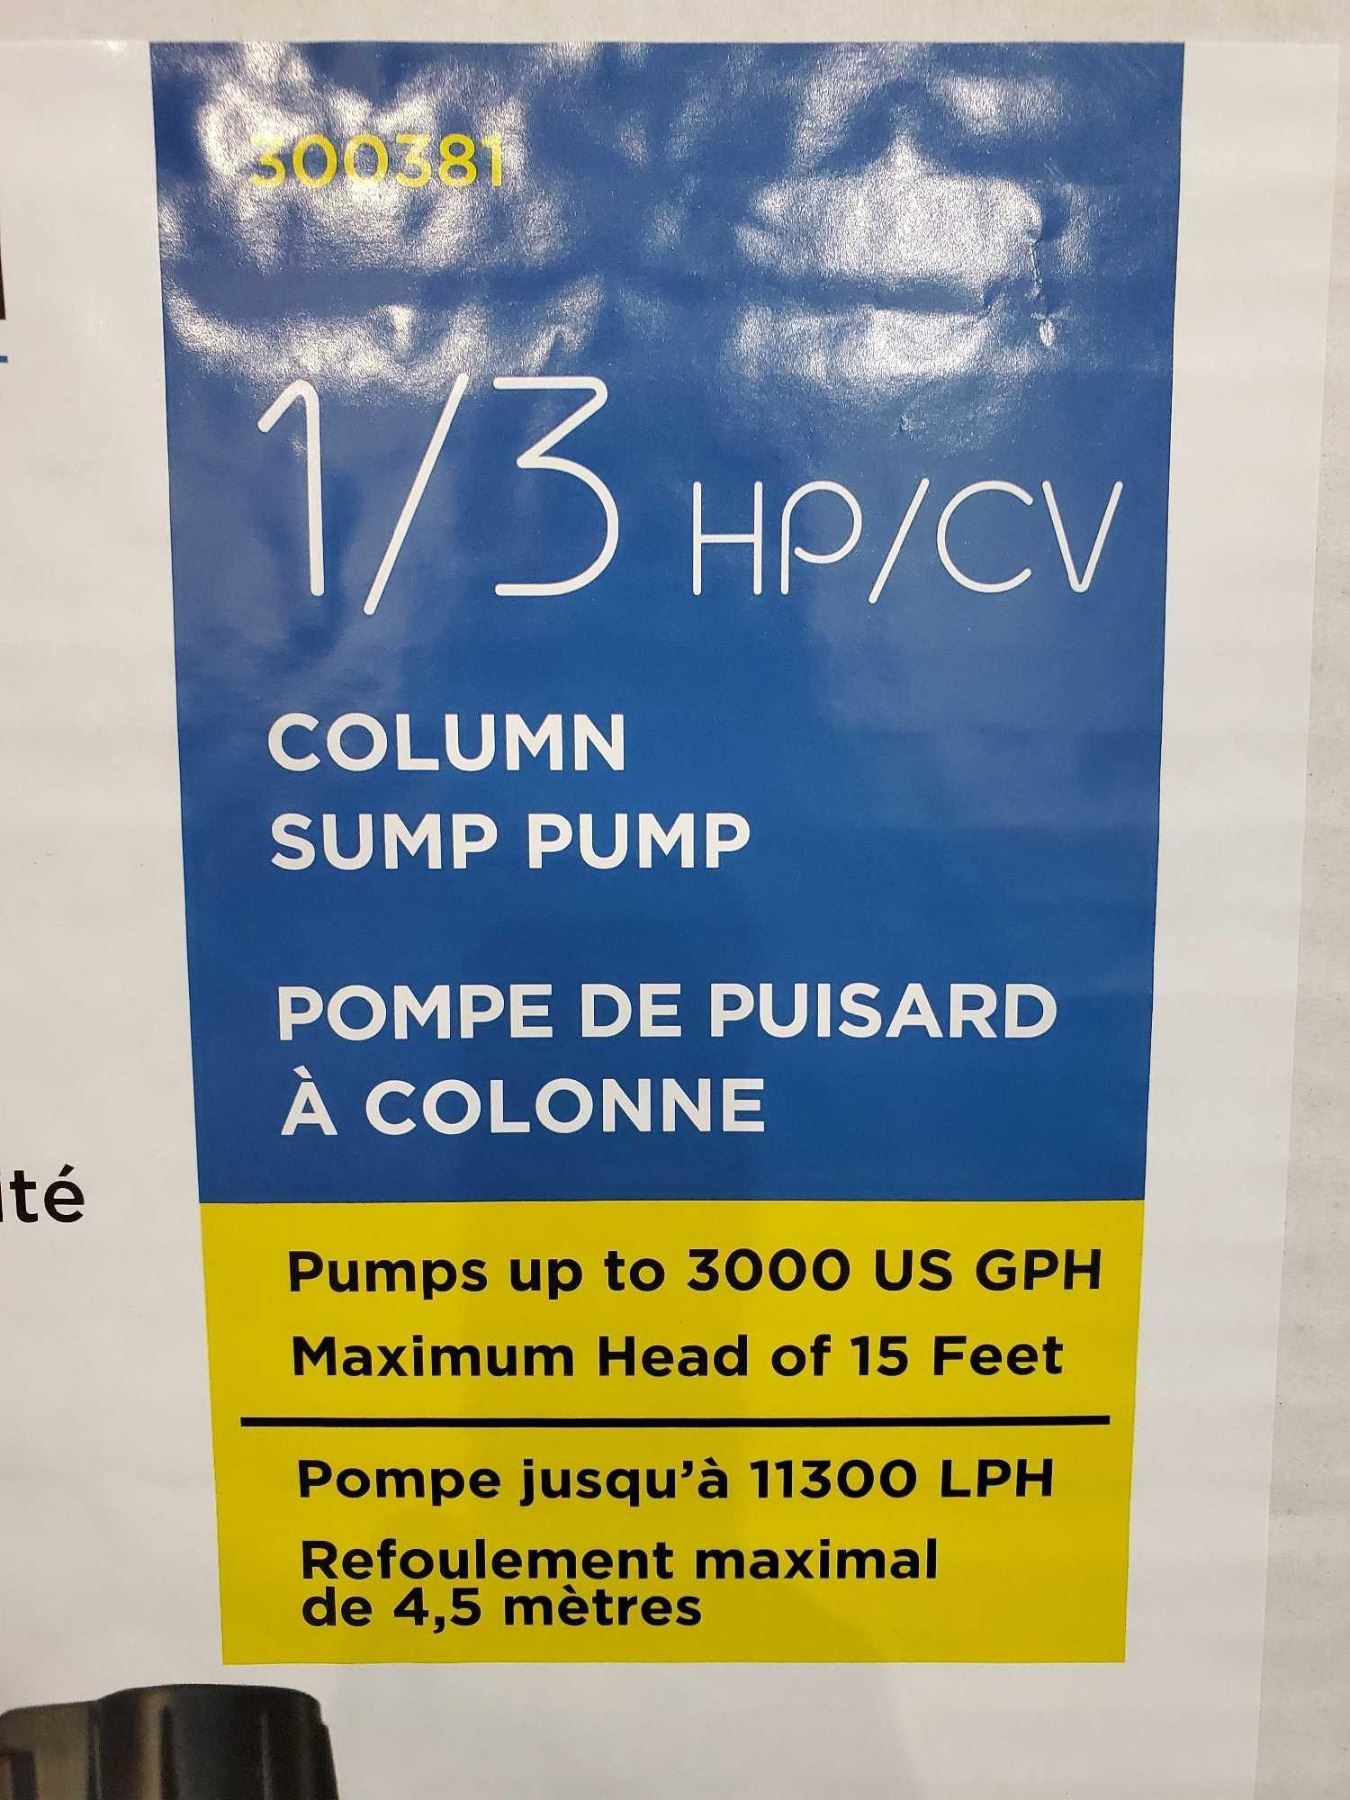 300381
1/3 HP/CV
COLUMN
SUMP PUMP
POMPE DE PUISARD
À COLONNE
ité
Pumps up to 3000 US GPH
Maximum Head of 15 Feet
Pompe jusqu'à 11300 LPH
Refoulement maximal
de 4,5 mètres